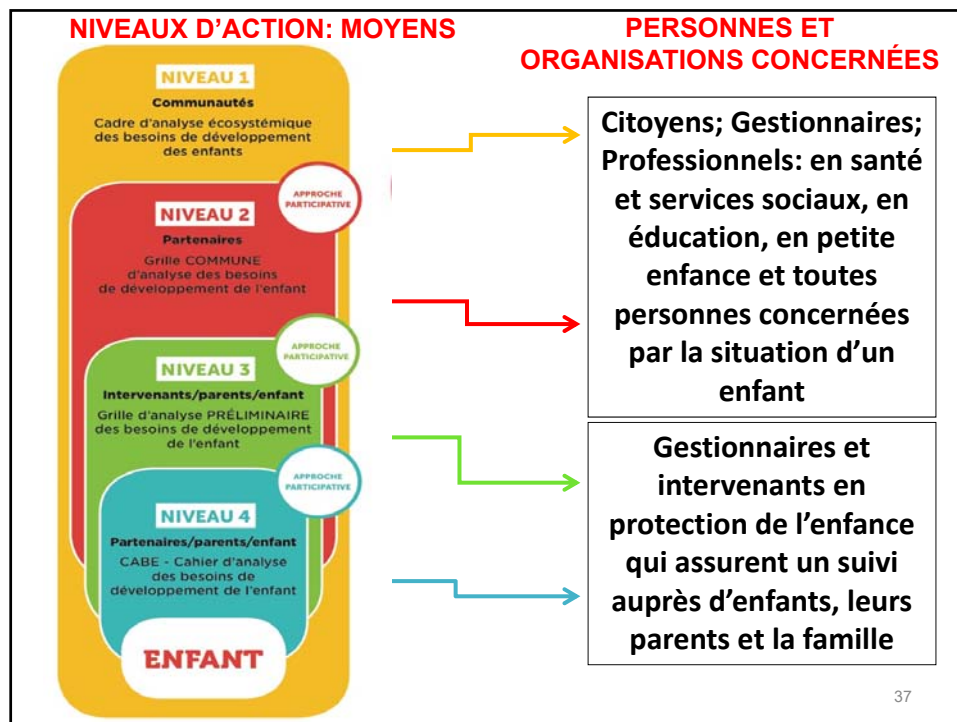 NIVEAUX D’ACTION: MOYENS
NIVEAU 1
Communautés
Cadre d'analyse écosystémique
des besoins de développement
des enfants
APPROCHE
PARTICIPATIVE
NIVEAU 2
Partenaires
Grille COMMUNE
d'analyse des besoins
de développement de l'enfant
APPROCHE
PARTICIPATIVE
NIVEAU 3
Intervenants/parents/enfant
Grille d'analyse PRÉLIMINAIRE
des besoins de développement
de l'enfant
APPROCHE
PARTICIPATIVE
NIVEAU 4
Partenaires/parents/enfant
CABE - Cahier d'analyse
des besoins de
développement de l'enfant
ENFANT
PERSONNES ET
ORGANISATIONS CONCERNÉES
Citoyens; Gestionnaires;
Professionnels: en santé
et services sociaux, en
éducation, en petite
enfance et toutes
personnes concernées
par la situation d’un
enfant
Gestionnaires et
intervenants en
protection de l’enfance
qui assurent un suivi
auprès d’enfants, leurs
parents et la famille
37